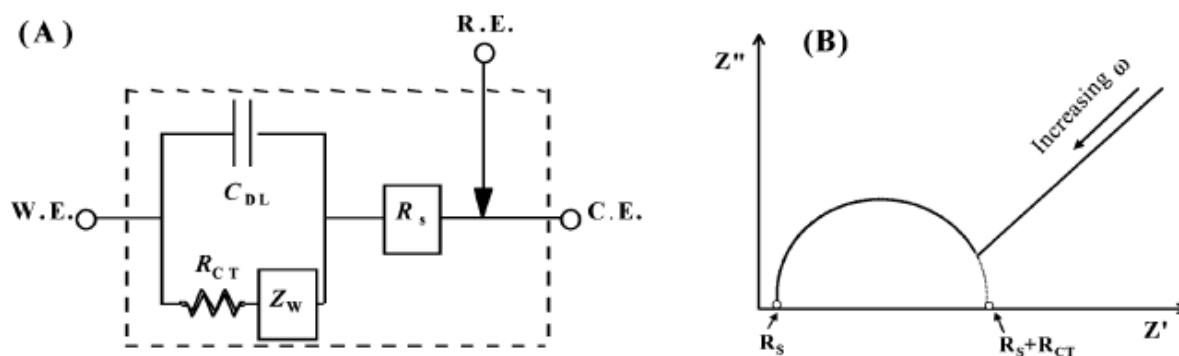 (A)
R.E.
C_DL
W.E.
R_s
C.E.
R_CT
Z_W
(B)
Z"
Increasing ω
R_S
R_S+R_CT
Z'